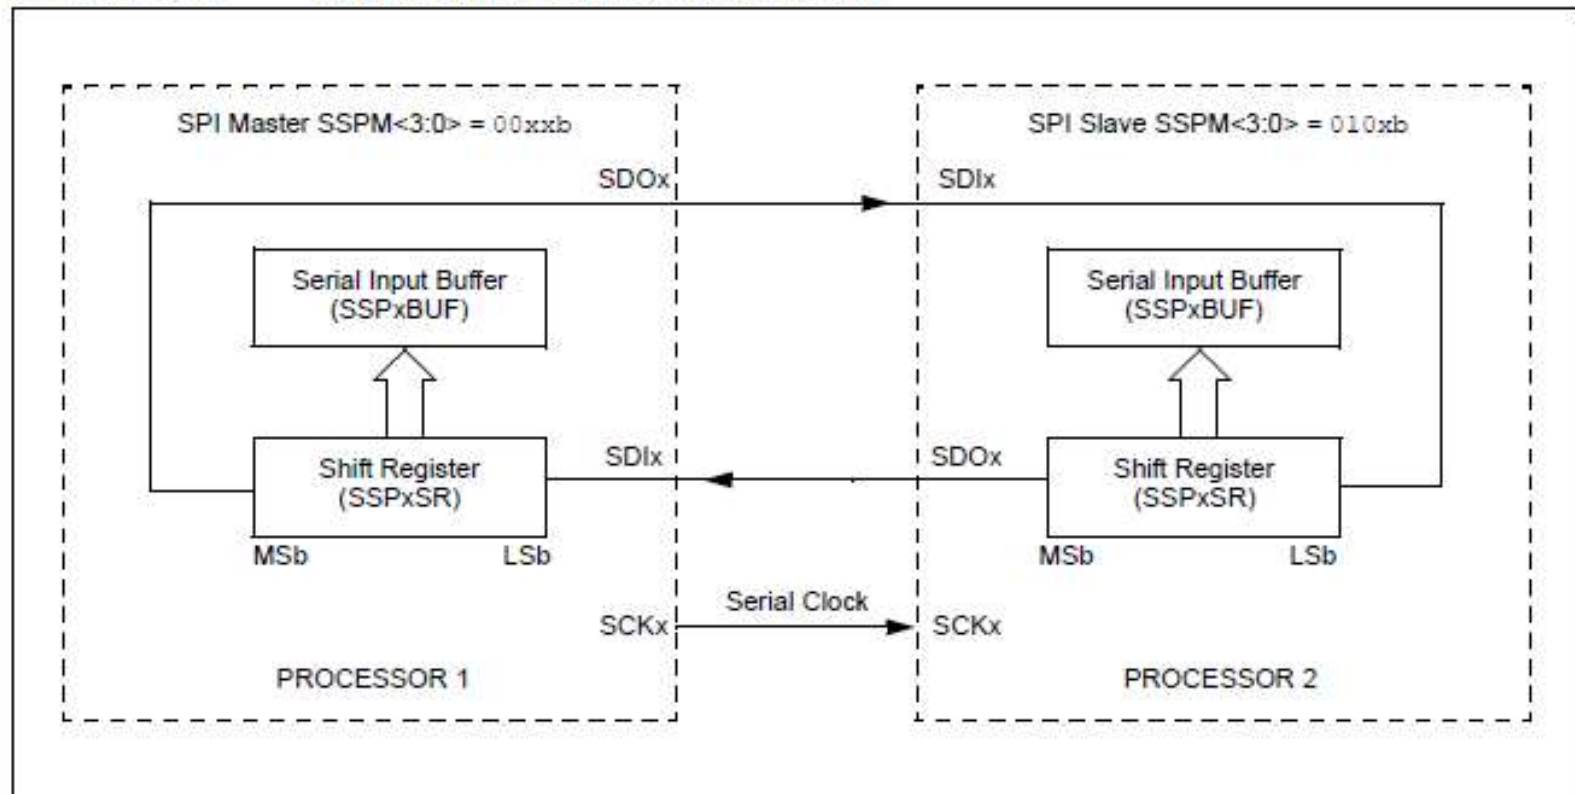 SPI Master SSPM<3:0> = 00xxb
SPI Slave SSPM<3:0> = 010xb
SDOx
SDIx
Serial Input Buffer
(SSPxBUF)
Serial Input Buffer
(SSPxBUF)
Shift Register
(SSPxSR)
SDIx
SDOx
Shift Register
(SSPxSR)
MSb
LSb
MSb
LSb
Serial Clock
SCKx
SCKx
PROCESSOR 1
PROCESSOR 2